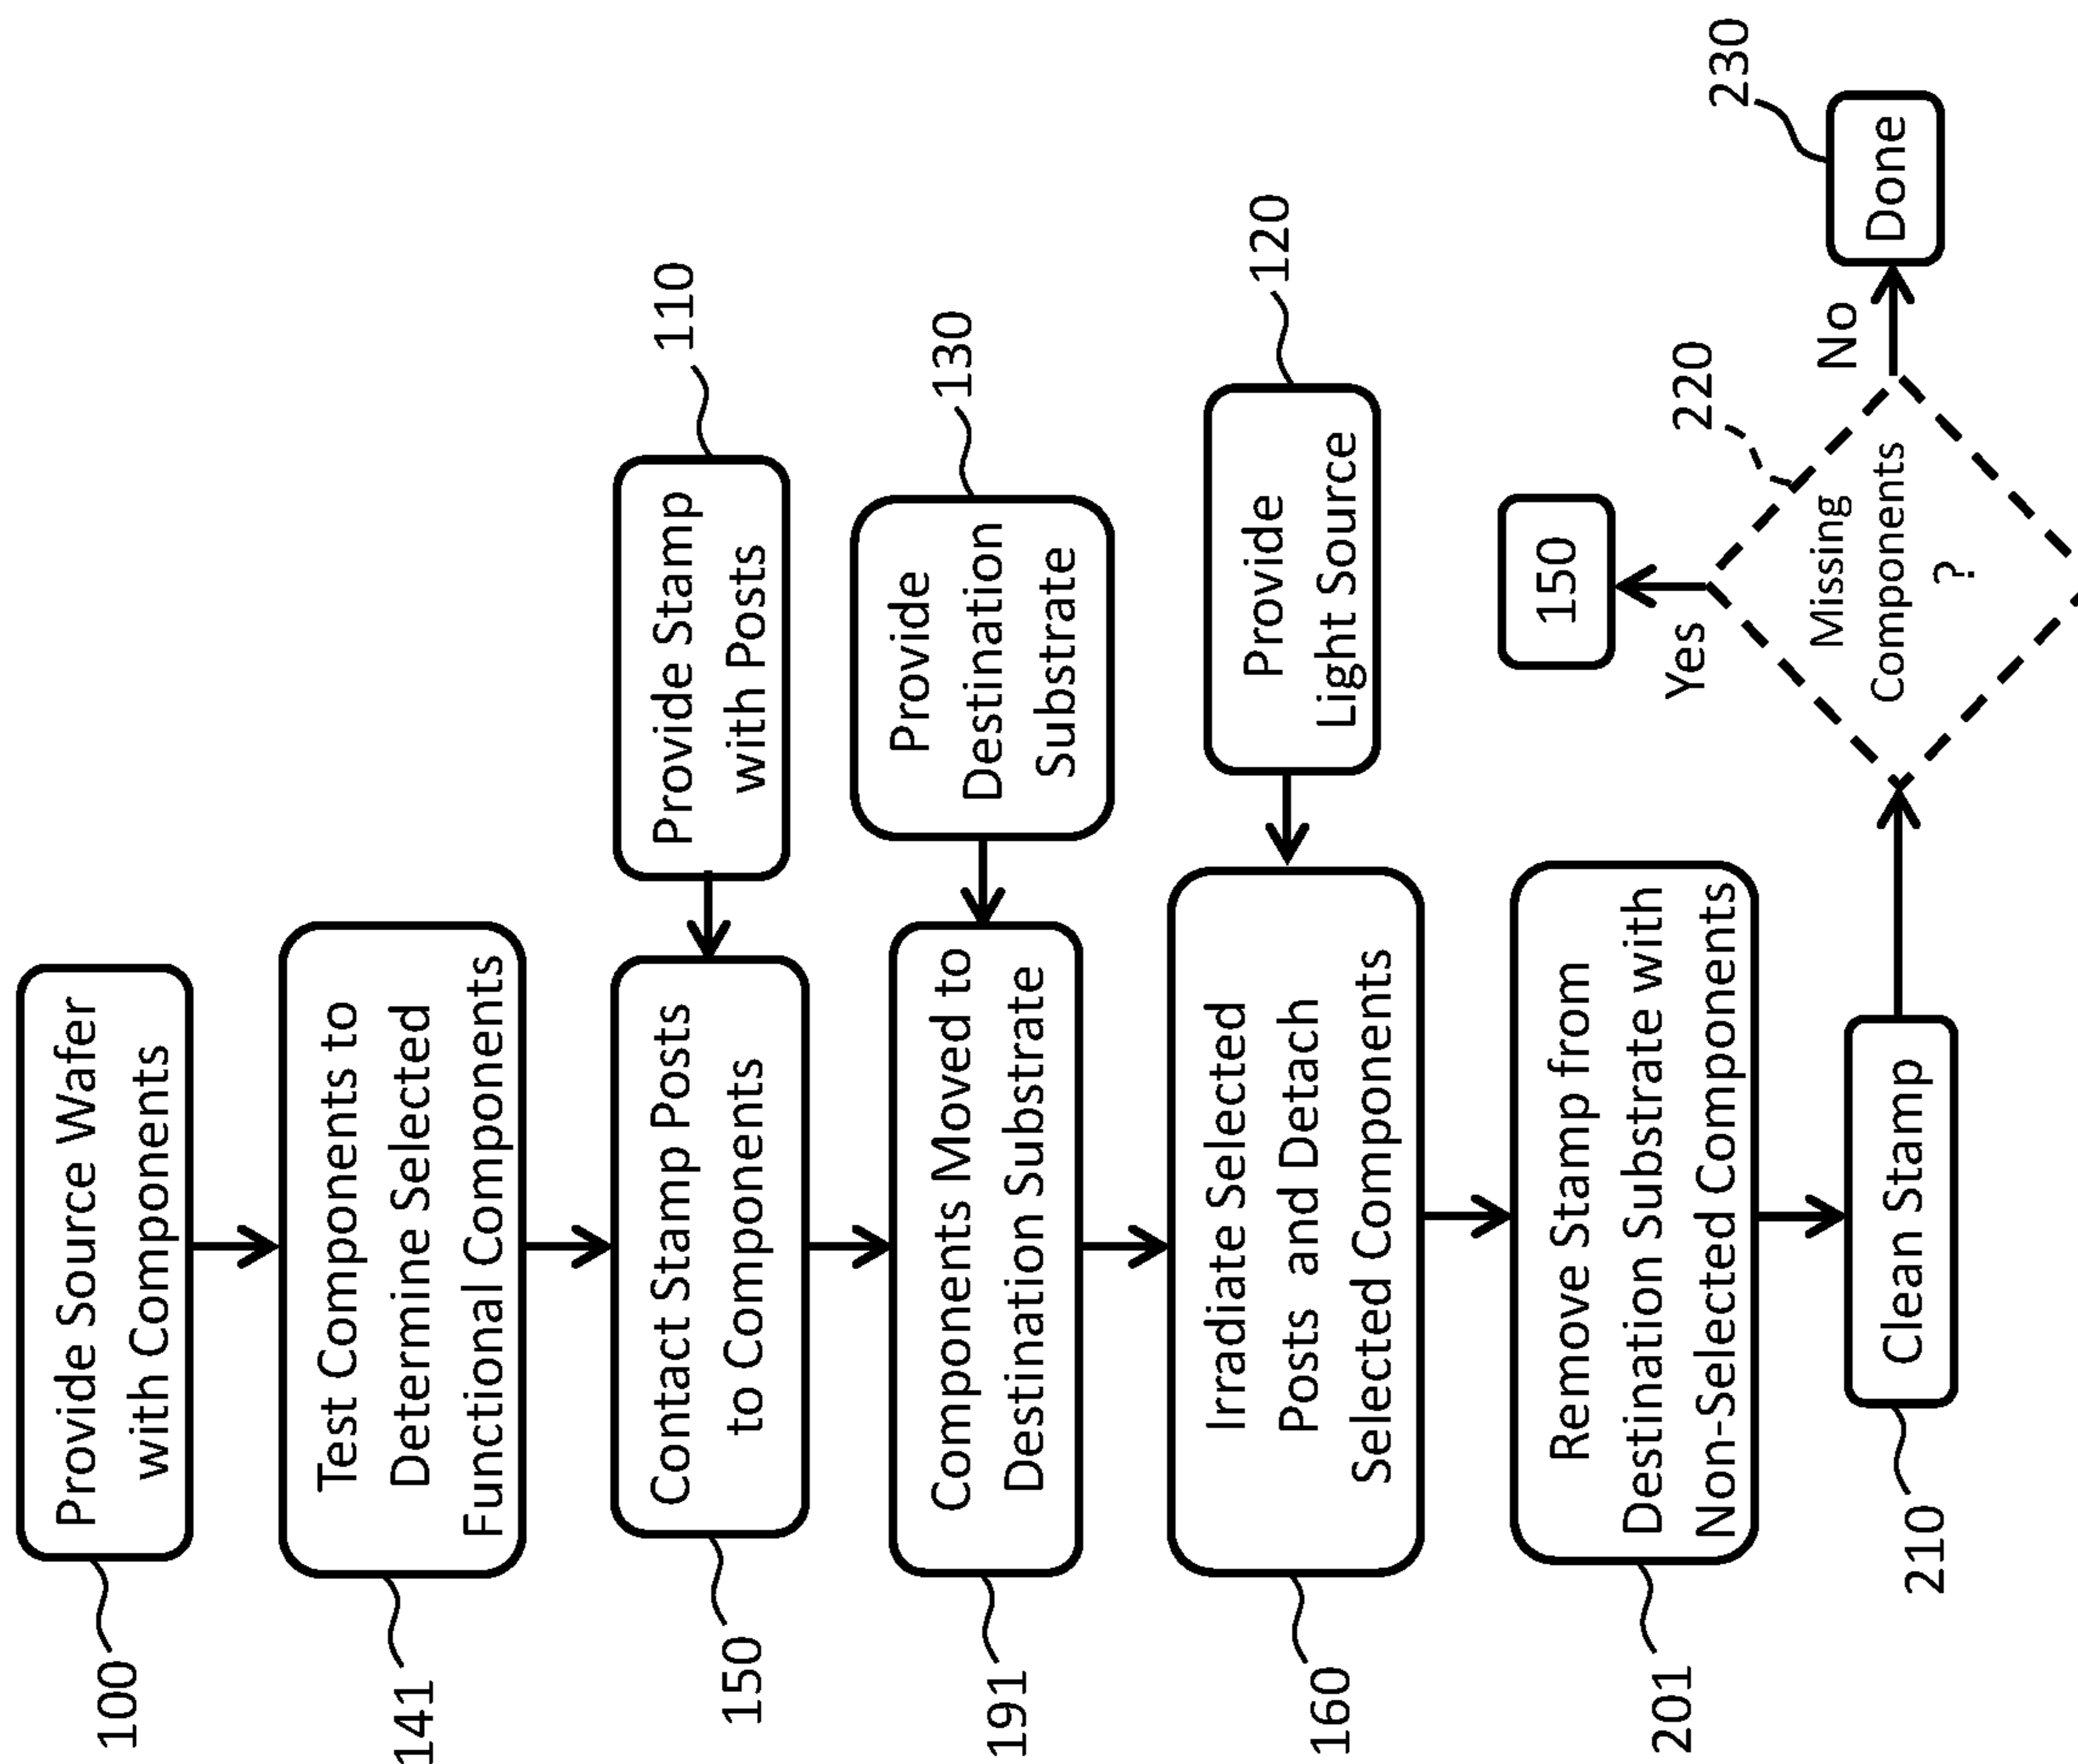 100
Provide Source Wafer
with Components
141
Test Components to
Determine Selected
Functional Components
110
Provide Stamp
with Posts
150
Contact Stamp Posts
to Components
130
Provide
Destination
Substrate
191
Components Moved to
Destination Substrate
120
Provide
Light Source
160
Irradiate Selected
Posts and Detach
Selected Components
201
Remove Stamp from
Destination Substrate with
Non-Selected Components
210
Clean Stamp
220
Missing
Components
?
Yes
150
No
230
Done